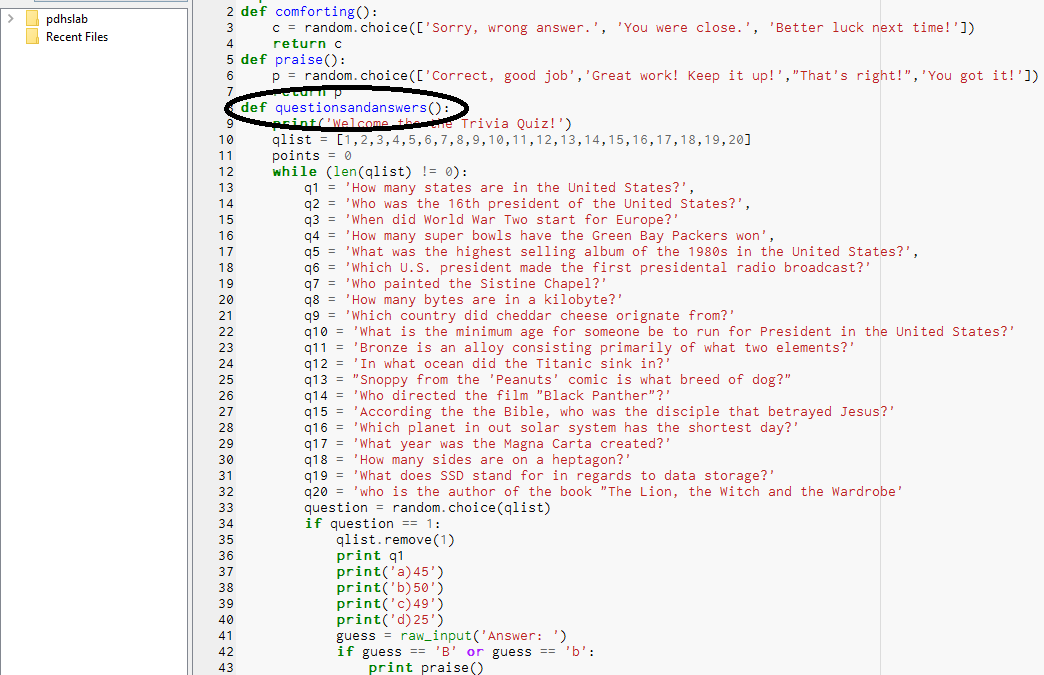 pdhslab
Recent Files
2 def comforting():
3 c = random.choice(['Sorry, wrong answer.', 'You were close.', 'Better luck next time!'])
4 return c
5 def praise():
6 p = random.choice(['Correct, good job','Great work! Keep it up!',"That's right!",'You got it!'])
7 return p
8 def questionsandanswers():
9 print('Welcome tho the Trivia Quiz!')
10 qlist = [1,2,3,4,5,6,7,8,9,10,11,12,13,14,15,16,17,18,19,20]
11 points = 0
12 while (len(qlist) != 0):
13 q1 = 'How many states are in the United States?',
14 q2 = 'Who was the 16th president of the United States?',
15 q3 = 'When did World War Two start for Europe?'
16 q4 = 'How many super bowls have the Green Bay Packers won',
17 q5 = 'What was the highest selling album of the 1980s in the United States?',
18 q6 = 'Which U.S. president made the first presidental radio broadcast?'
19 q7 = 'Who painted the Sistine Chapel?'
20 q8 = 'How many bytes are in a kilobyte?'
21 q9 = 'Which country did cheddar cheese orignate from?'
22 q10 = 'What is the minimum age for someone be to run for President in the United States?'
23 q11 = 'Bronze is an alloy consisting primarily of what two elements?'
24 q12 = 'In what ocean did the Titanic sink in?'
25 q13 = "Snoppy from the 'Peanuts' comic is what breed of dog?"
26 q14 = 'Who directed the film "Black Panther"?'
27 q15 = 'According the the Bible, who was the disciple that betrayed Jesus?'
28 q16 = 'Which planet in out solar system has the shortest day?'
29 q17 = 'What year was the Magna Carta created?'
30 q18 = 'How many sides are on a heptagon?'
31 q19 = 'What does SSD stand for in regards to data storage?'
32 q20 = 'who is the author of the book "The Lion, the Witch and the Wardrobe'
33 question = random.choice(qlist)
34 if question == 1:
35 qlist.remove(1)
36 print q1
37 print('a)45')
38 print('b)50')
39 print('c)49')
40 print('d)25')
41 guess = raw_input('Answer: ')
42 if guess == 'B' or guess == 'b':
43 print praise()